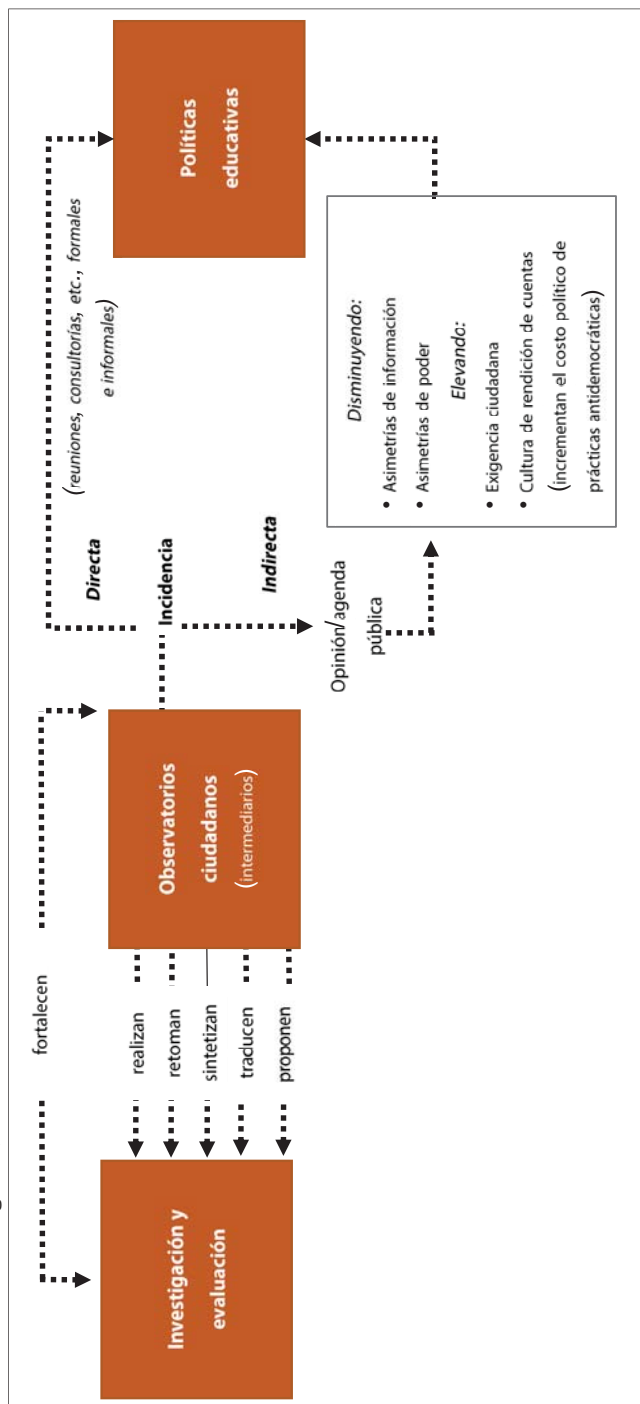 fortalecen
Investigación y
evaluación
realizan
retoman
sintetizan
traducen
proponen
Observatorios
ciudadanos
(intermediarios)
Directa
(reuniones, consultorías, etc., formales
e informales)
Incidencia
Indirecta
Opinión/agenda
pública
Políticas
educativas
Disminuyendo:
• Asimetrías de información
• Asimetrías de poder
Elevando:
• Exigencia ciudadana
• Cultura de rendición de cuentas
(incrementan el costo político de
prácticas antidemocráticas)